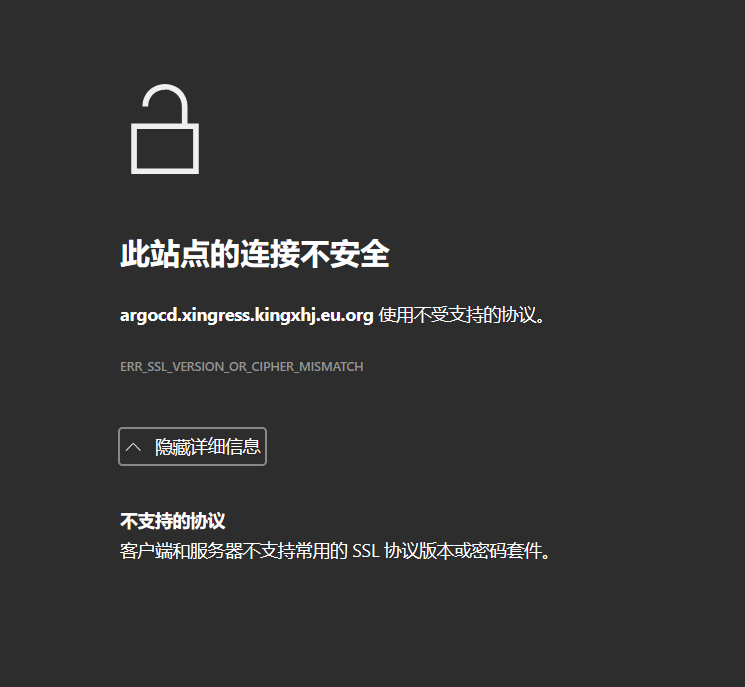 此站点的连接不安全
argocd.xingress.kingxhj.eu.org 使用不受支持的协议。
ERR_SSL_VERSION_OR_CIPHER_MISMATCH
隐藏详细信息
不支持的协议
客户端和服务器不支持常用的 SSL 协议版本或密码套件。